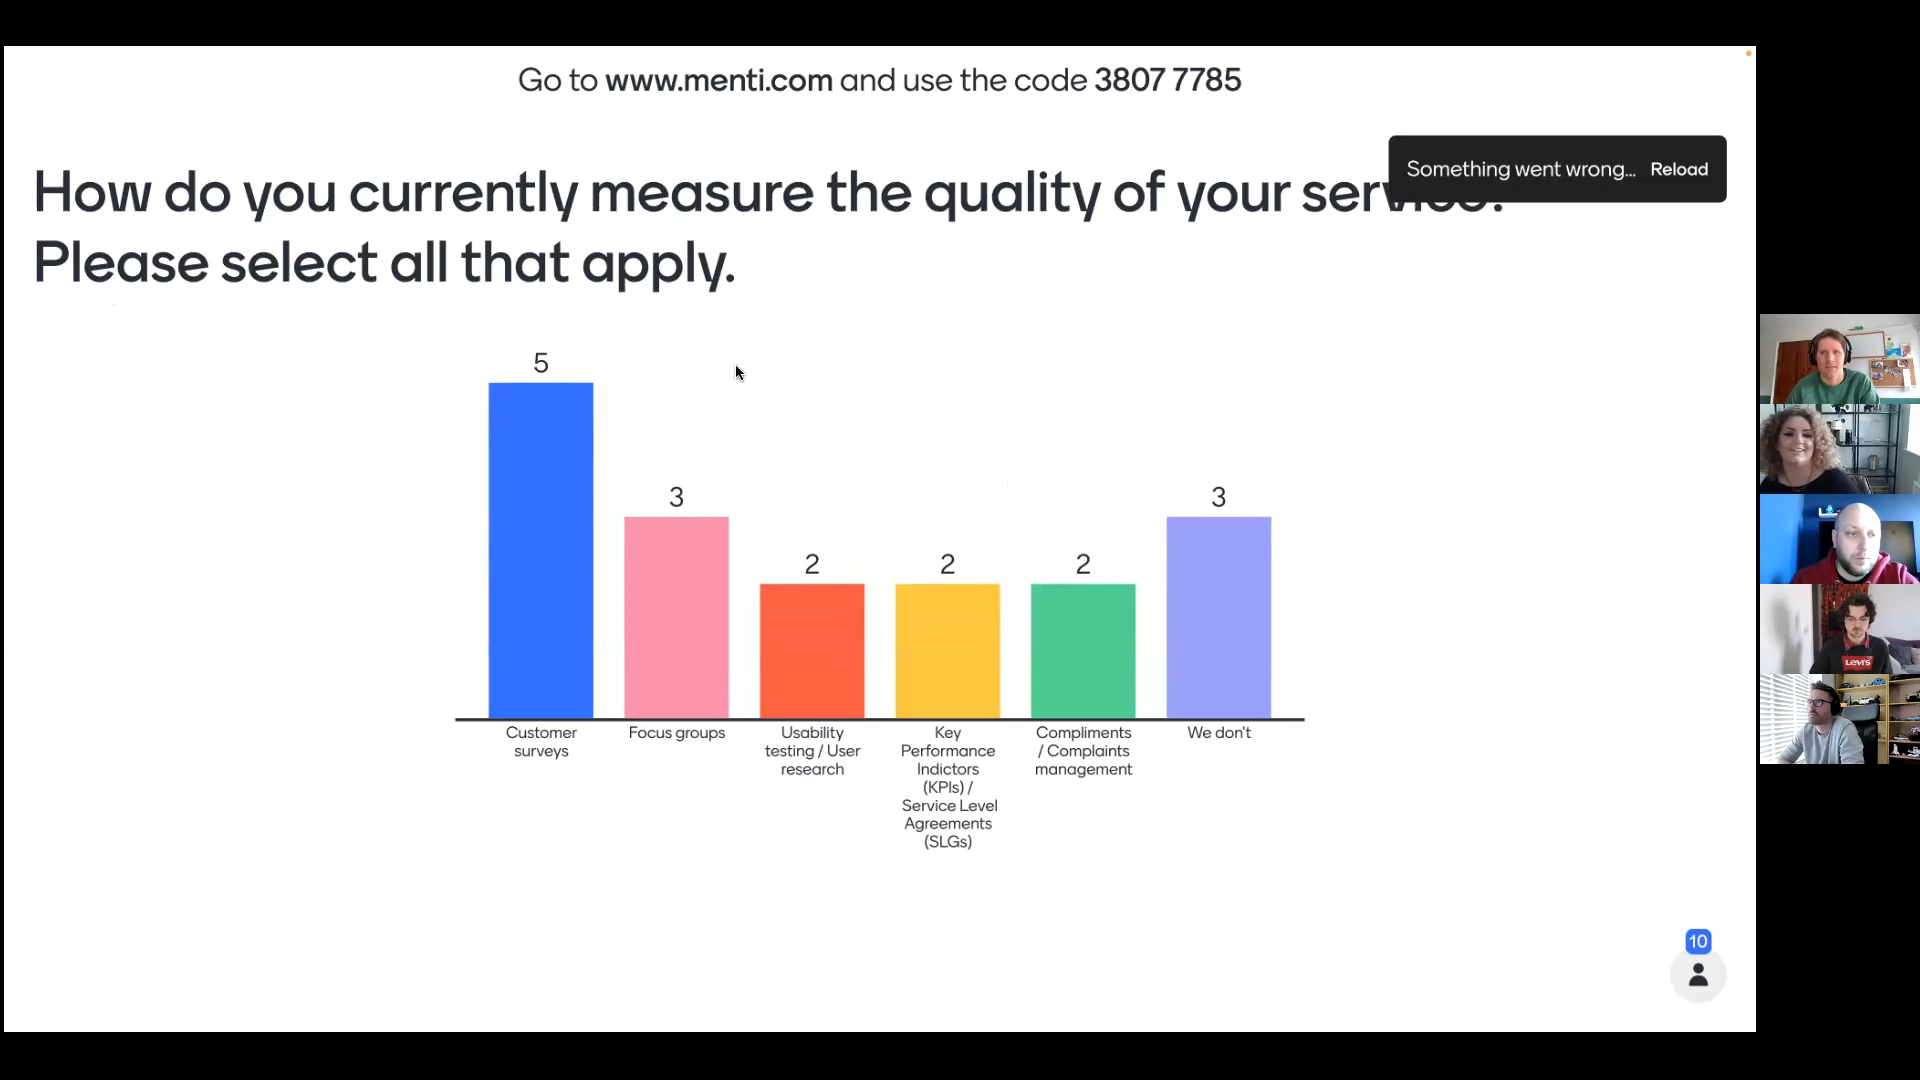 Go to www.menti.com and use the code 3807 7785
Something went wrong... Reload
How do you currently measure the quality of your service?
Please select all that apply.
5
3
2
2
2
3
Customer
surveys
Focus groups
Usability
testing / User
research
Key
Performance
Indictors
(KPIs) /
Service Level
Agreements
(SLGs)
Compliments
/ Complaints
management
We don't
10
Levi's